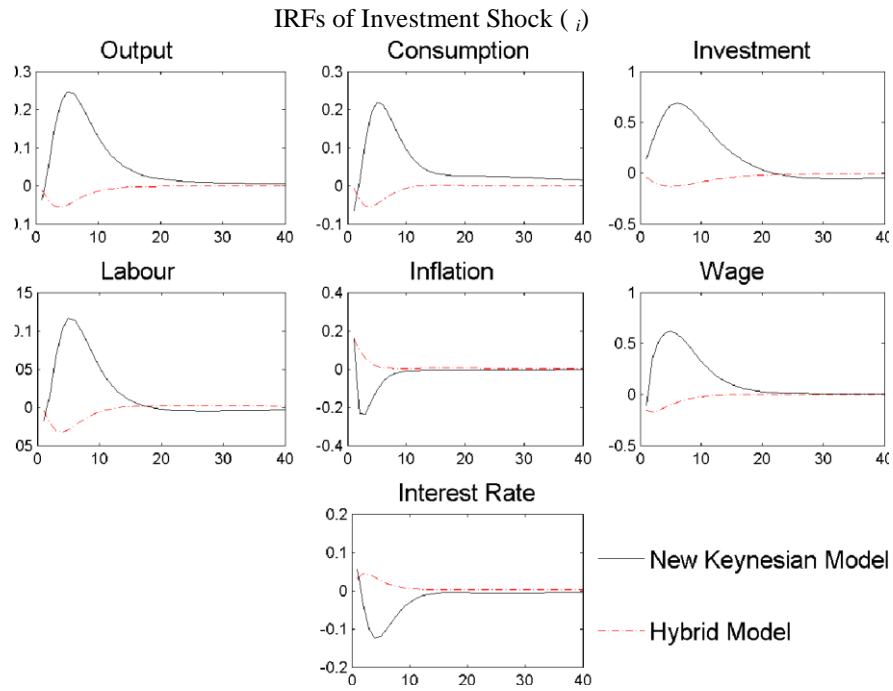 IRFs of Investment Shock ( i)
Output Consumption Investment
0.3 0.3 1
0.2 0.2 0.5
0.1 0.1
0 0 0
0.1 0.1 -0.5
0 10 20 30 40 0 10 20 30 40 0 10 20 30 40
Labour Inflation Wage
15 0.4 1
0.1 0.2 0.5
05 0
0 -0.2 0
05 -0.4 -0.5
0 10 20 30 40 0 10 20 30 40 0 10 20 30 40
Interest Rate
0.2
0.1 New Keynesian Model
0
-0.1 Hybrid Model
-0.2
0 10 20 30 40